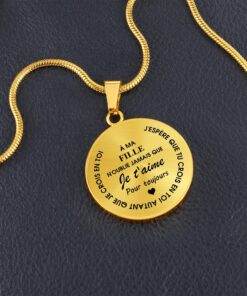 À MA
FILLE
N'OUBLIE JAMAIS QUE
Je t'aime
Pour toujours
J'ESPÈRE QUE TU CROIS EN TOI AUTANT QUE JE CROIS EN TOI